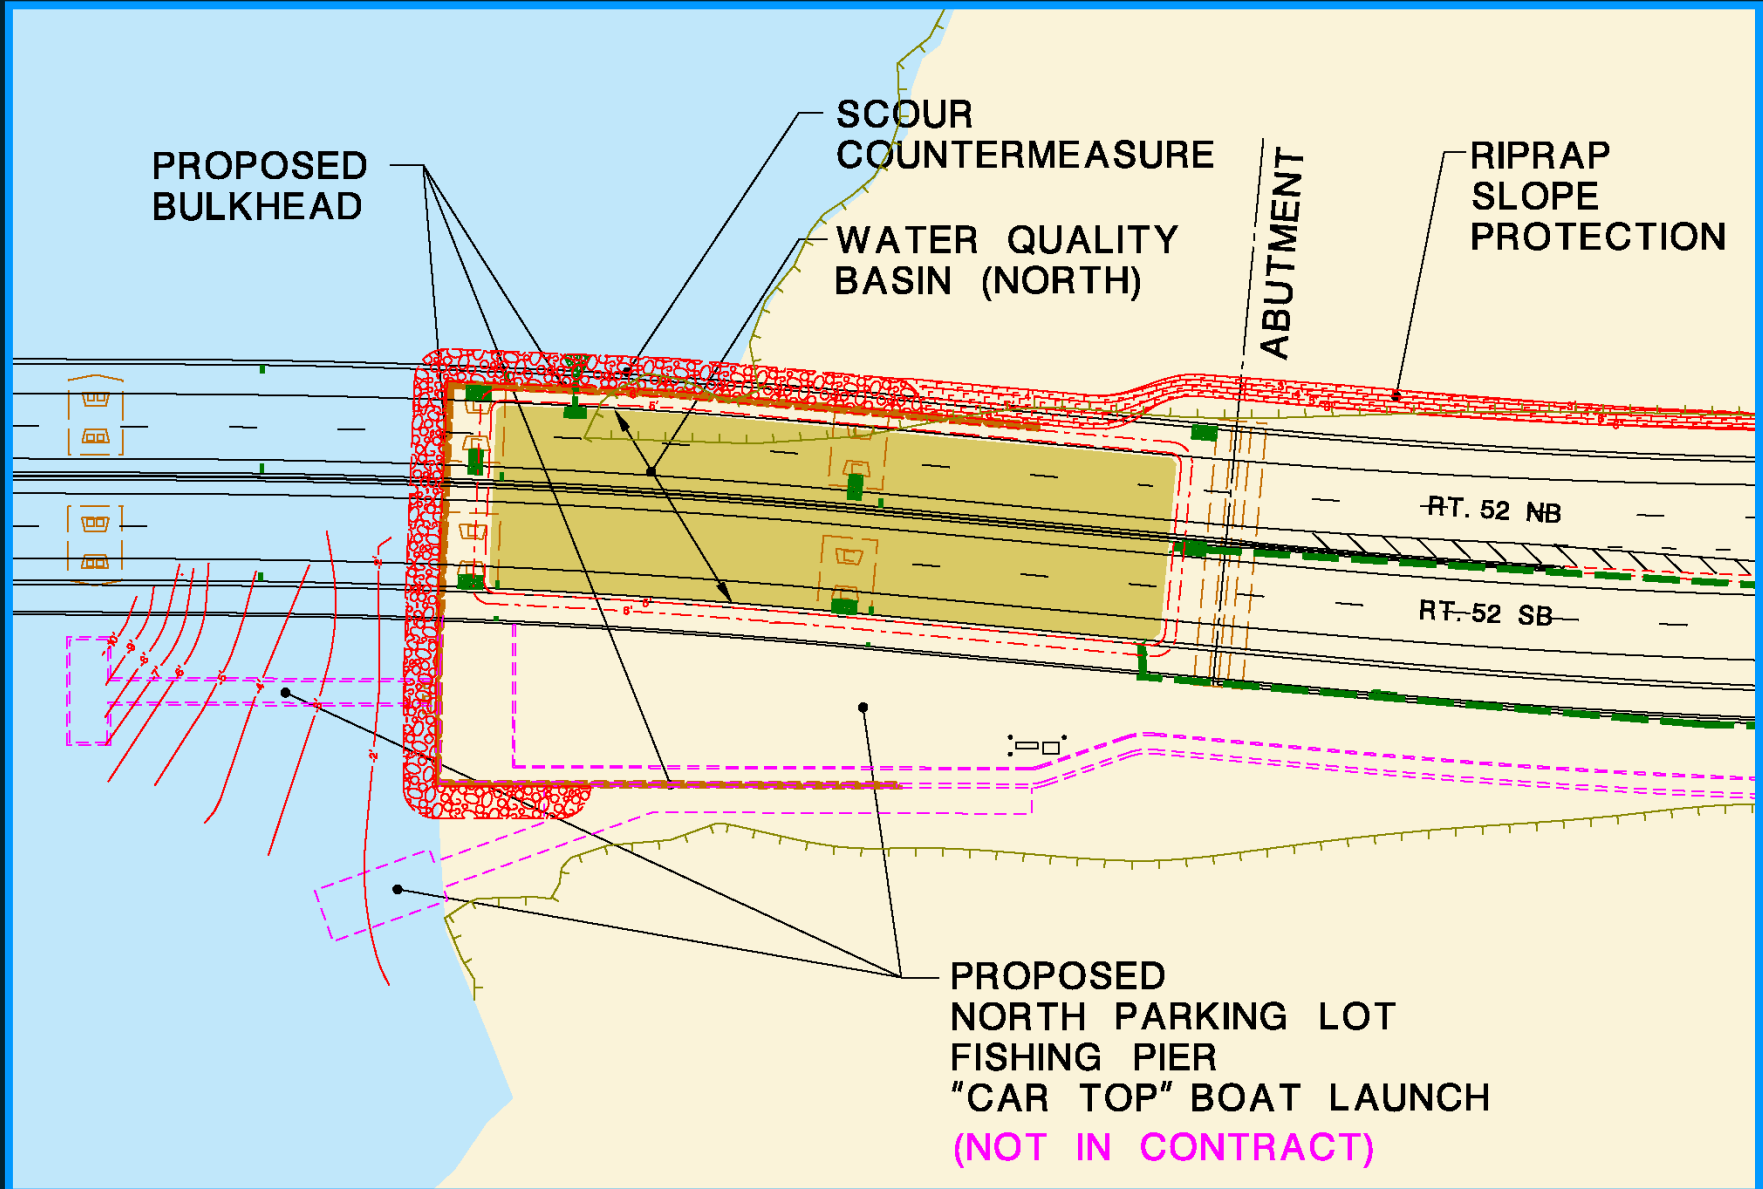 PROPOSED
BULKHEAD
SCOUR
COUNTERMEASURE
WATER QUALITY
BASIN (NORTH)
ABUTMENT
RIPRAP
SLOPE
PROTECTION
RT. 52 NB
RT. 52 SB
PROPOSED
NORTH PARKING LOT
FISHING PIER
"CAR TOP" BOAT LAUNCH
(NOT IN CONTRACT)